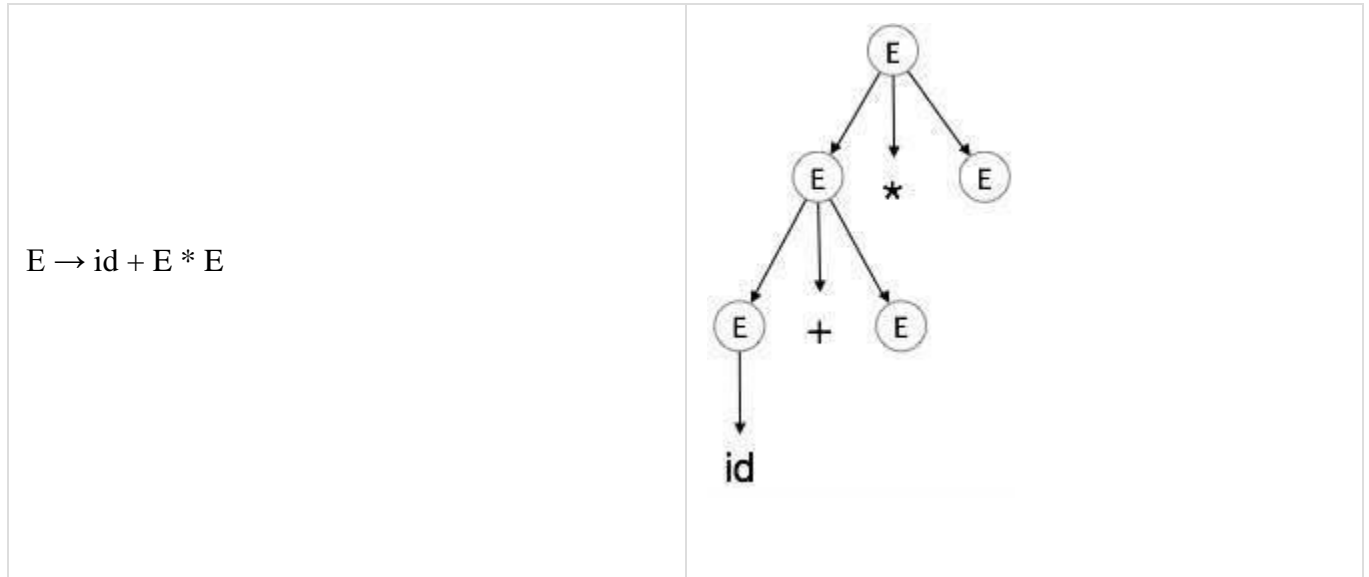 E → id + E * E
E
E * E
E + E
id